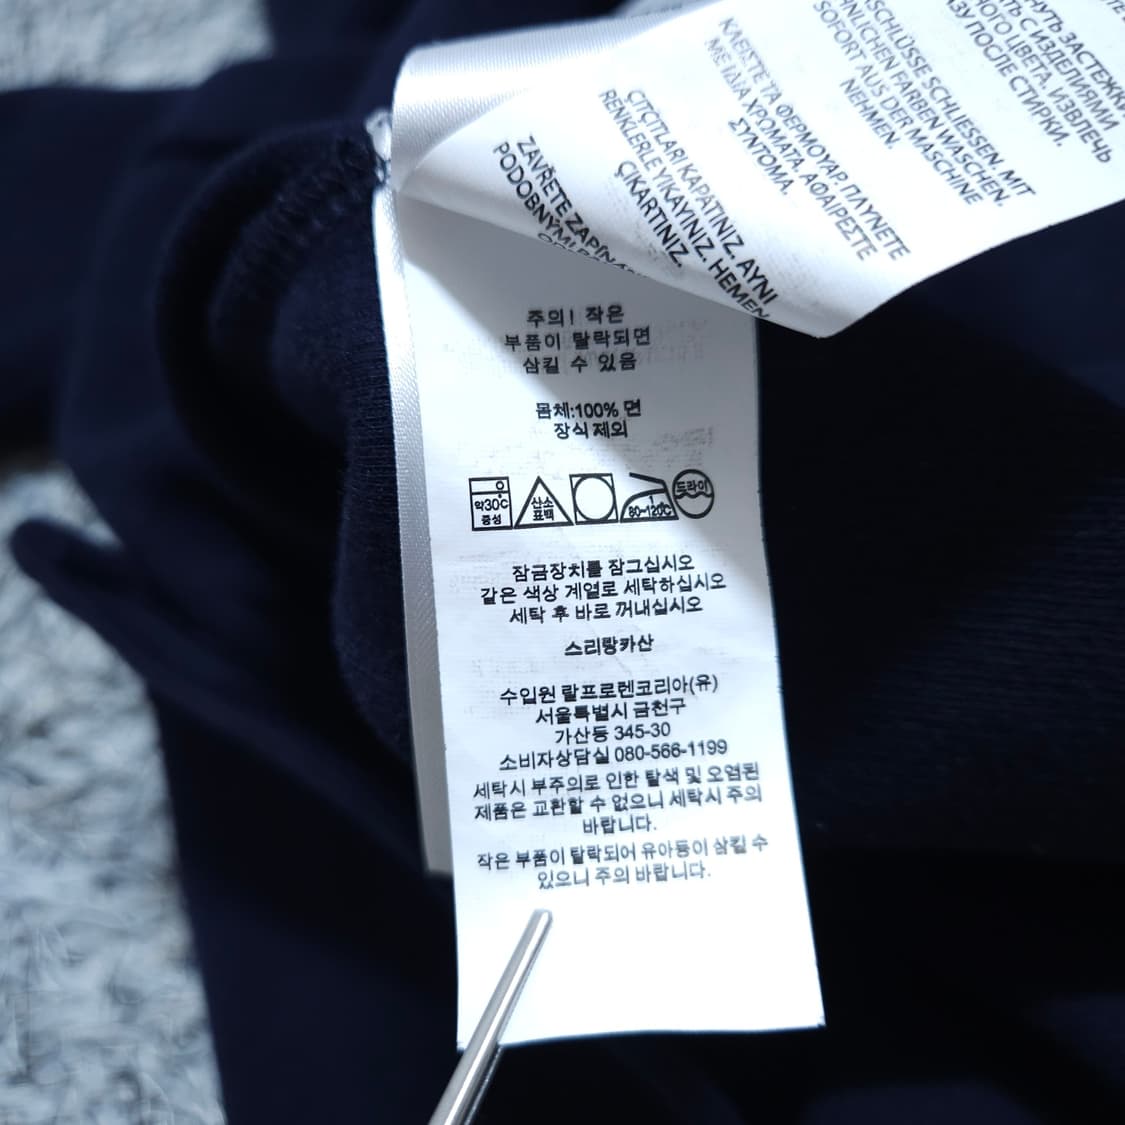 ТЬ ЗАСТЕЖКИ
ТЬ С ИЗДЕЛИЯМИ
НОГО ЦВЕТА. ИЗВЛЕЧЬ
АЗУ ПОСЛЕ СТИРКИ.
SCHLÜSSE SCHLIESSEN. MIT
HNLICHEN FARBEN WASCHEN.
SOFORT AUS DER MASCHINE
NEHMEN.
ΚΛΕΙΣΤΕ ΤΑ ΦΕΡΜΟΥΑΡ. ΠΛΥΝΕΤΕ
ΜΕ ΙΔΙΑ ΧΡΩΜΑΤΑ. ΑΦΑΙΡΕΣΤΕ
ΣΥΝΤΟΜΑ.
ÇITÇITLARI KAPATINIZ. AYNI
RENKLERLE YIKAYINIZ. HEMEN
ÇIKARTINIZ.
ZAVŘETE ZAPÍNÁ
PODOBNÝMI
주의! 작은
부품이 탈락되면
삼킬 수 있음
몸체:100% 면
장식 제외
약30℃
중성
산소
표백
80~120℃
드라이
잠금장치를 잠그십시오
같은 색상 계열로 세탁하십시오
세탁 후 바로 꺼내십시오
스리랑카산
수입원 랄프로렌코리아(유)
서울특별시 금천구
가산등 345-30
소비자상담실 080-566-1199
세탁시 부주의로 인한 탈색 및 오염된
제품은 교환할 수 없으니 세탁시 주의
바랍니다.
작은 부품이 탈락되어 유아등이 삼킬 수
있으니 주의 바랍니다.